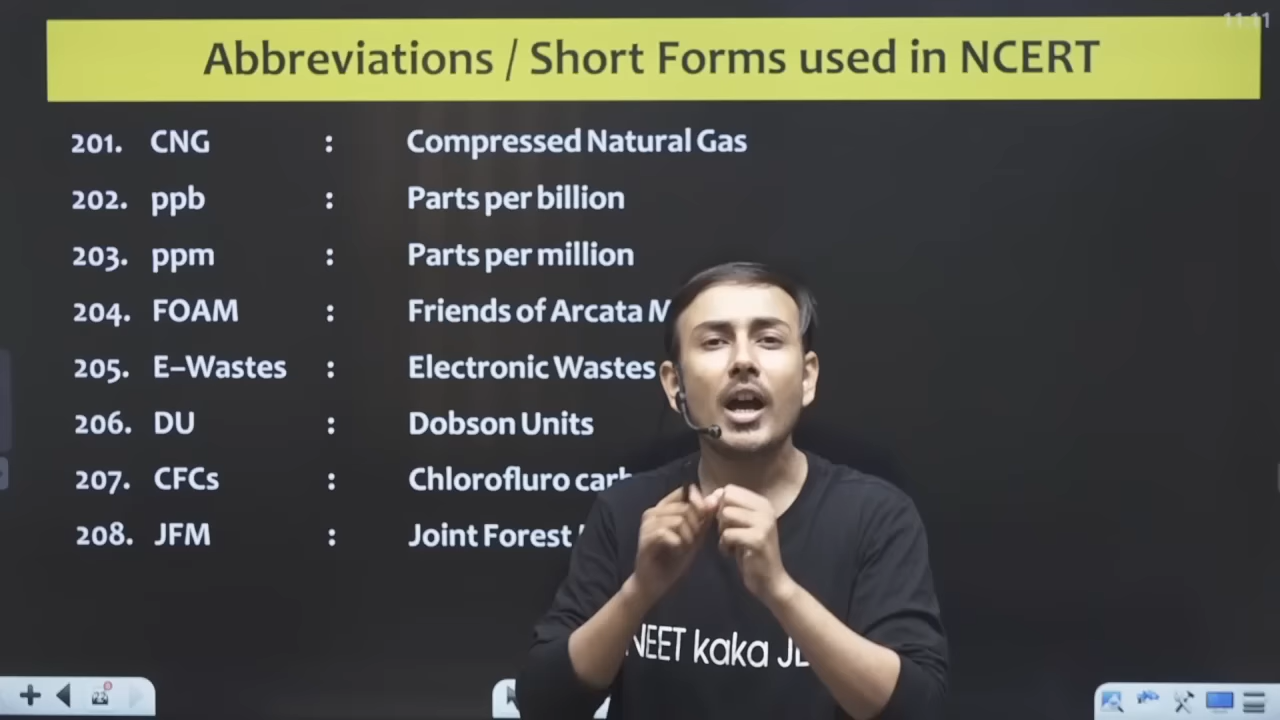 11:11
Abbreviations / Short Forms used in NCERT
201. CNG : Compressed Natural Gas
202. ppb : Parts per billion
203. ppm : Parts per million
204. FOAM : Friends of Arcata
205. E–Wastes : Electronic Wastes
206. DU : Dobson Units
207. CFCs : Chlorofluro
208. JFM : Joint Forest
NEET kaka